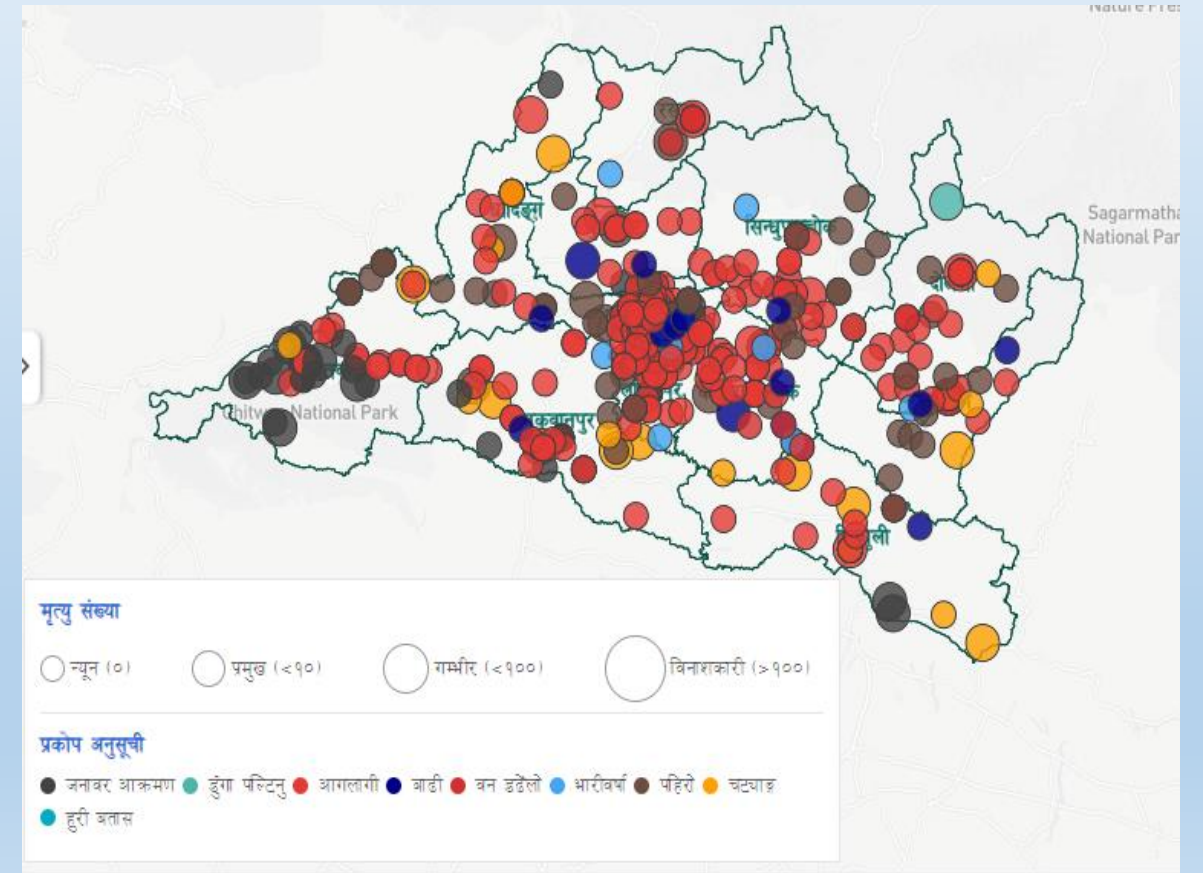 Sagarmatha
National Par
सिन्धुपाल्चोक
Chitwan National Park
मकवानपुर
मृत्यु संख्या
न्यून (०) प्रमुख (<१०) गम्भीर (<१००) विनाशकारी (>१००)
प्रकोप अनुसूची
जनावर आक्रमण डुंगा पल्टिनु आगलागी बाढी वन डढेंलो भारीवर्षा पहिरो चट्याङ
हुरी बतास